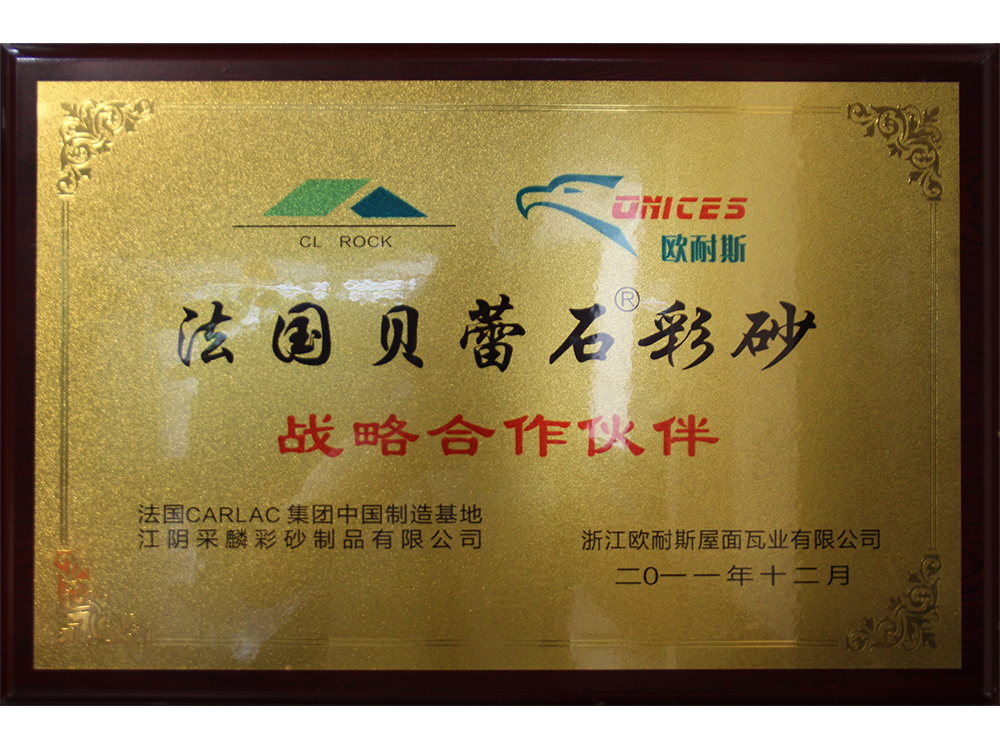 CL ROCK
ONICES
欧耐斯
法国贝蕾石®彩砂
战略合作伙伴
法国CARLAC集团中国制造基地
江阴采麟彩砂制品有限公司
浙江欧耐斯屋面瓦业有限公司
二0一一年十二月